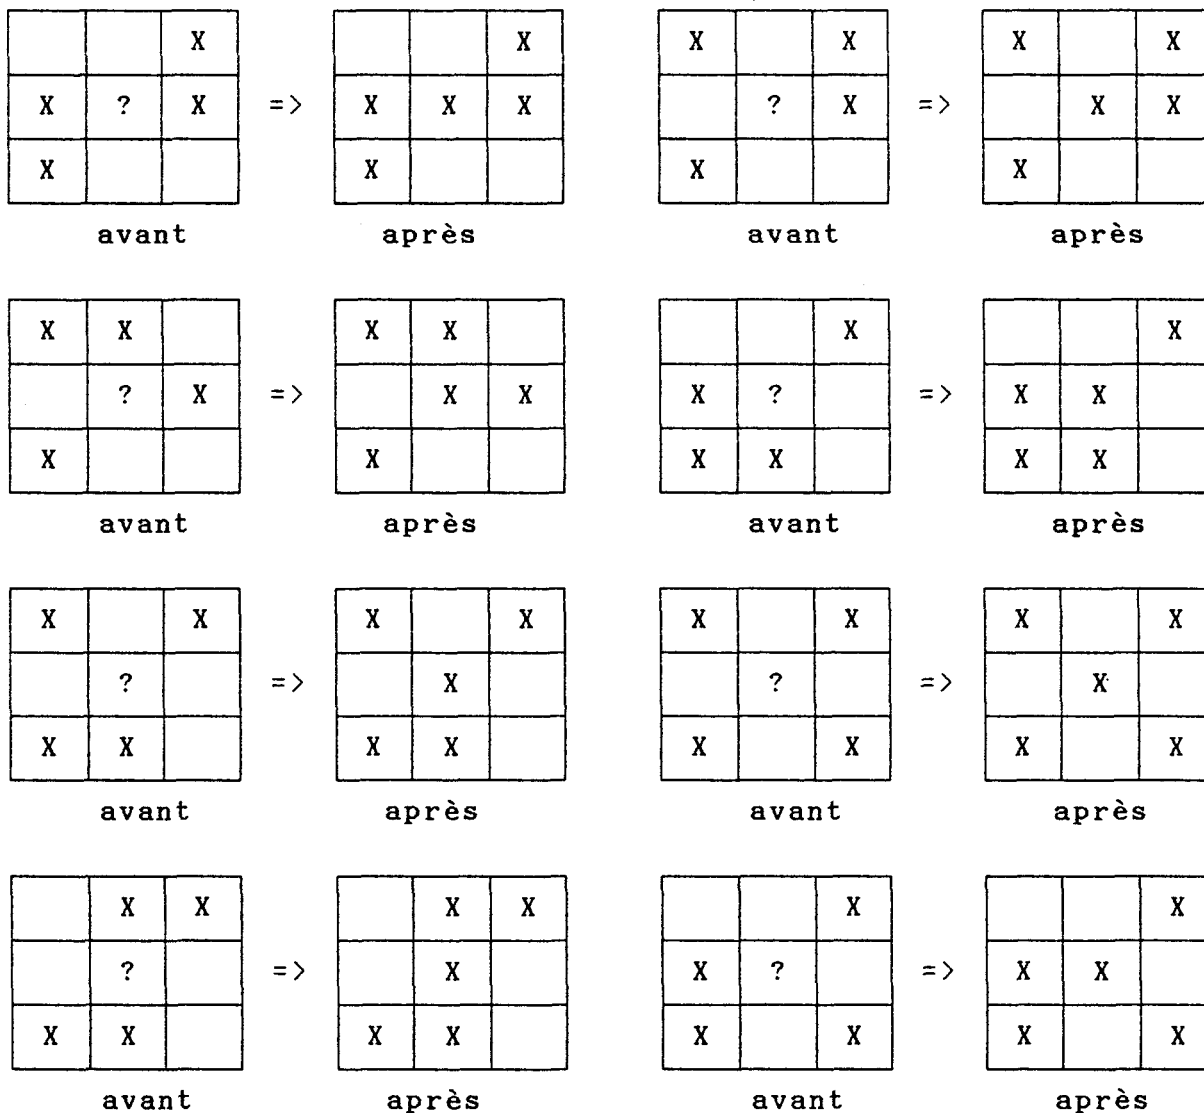 X X X X X
X ? X => X X X ? X => X X
X X X X
avant après avant après
X X X X X X
? X => X X X ? => X X
X X X X X X
avant après avant après
X X X X X X X X
? => X ? => X
X X X X X X X X
avant après avant après
X X X X X X
? => X X ? => X X
X X X X X X X X
avant après avant après